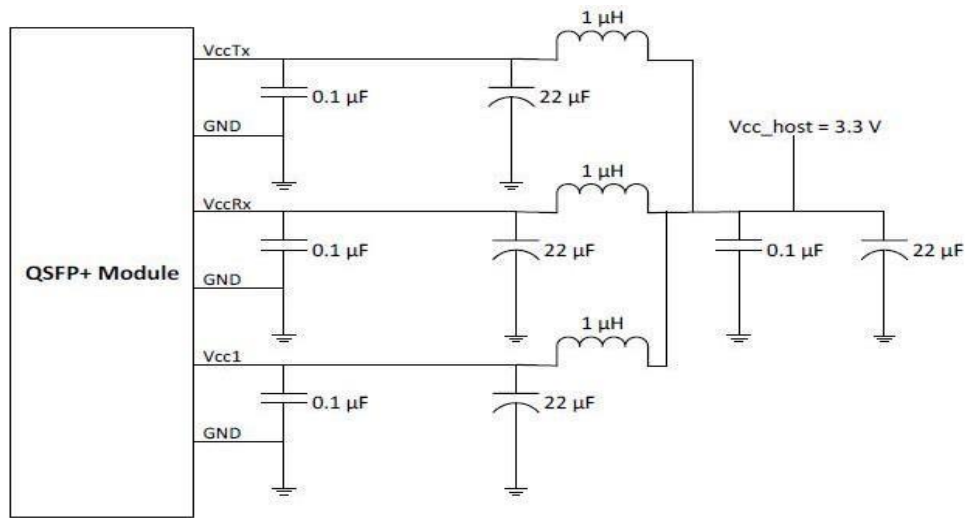 1 µH
VccTx
0.1 µF
22 µF
GND
Vcc_host = 3.3 V
1 µH
VccRx
0.1 µF
22 µF
0.1 µF
22 µF
QSFP+ Module
GND
1 µH
Vcc1
0.1 µF
22 µF
GND